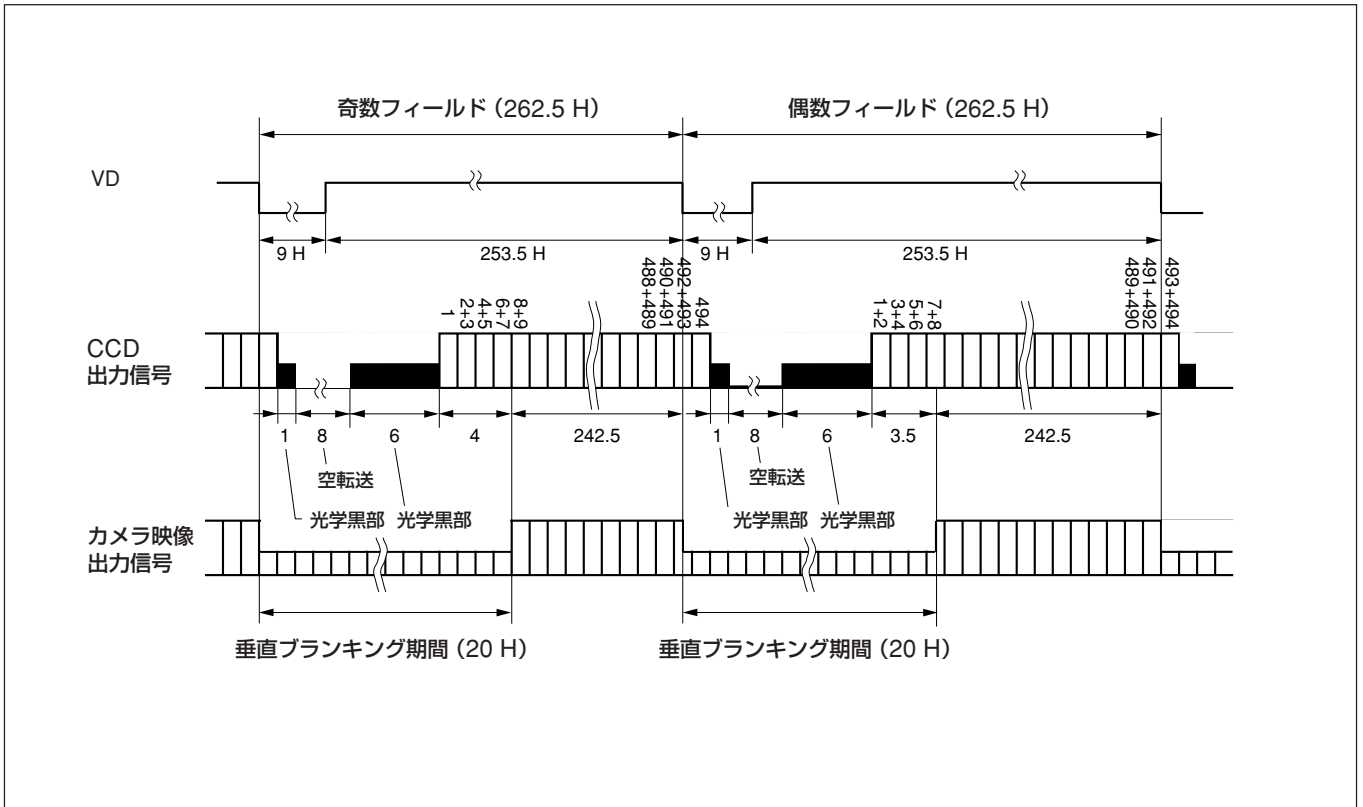 奇数フィールド（262.5 H）
偶数フィールド（262.5 H）
VD
9 H
253.5 H
9 H
253.5 H
1
2+3
4+5
6+7
8+9
488+489
490+491
492+493
494
1+2
3+4
5+6
7+8
489+490
491+492
493+494
CCD
出力信号
1
8
6
4
242.5
1
8
6
3.5
242.5
空転送
空転送
光学黒部
光学黒部
光学黒部
光学黒部
カメラ映像
出力信号
垂直ブランキング期間（20 H）
垂直ブランキング期間（20 H）